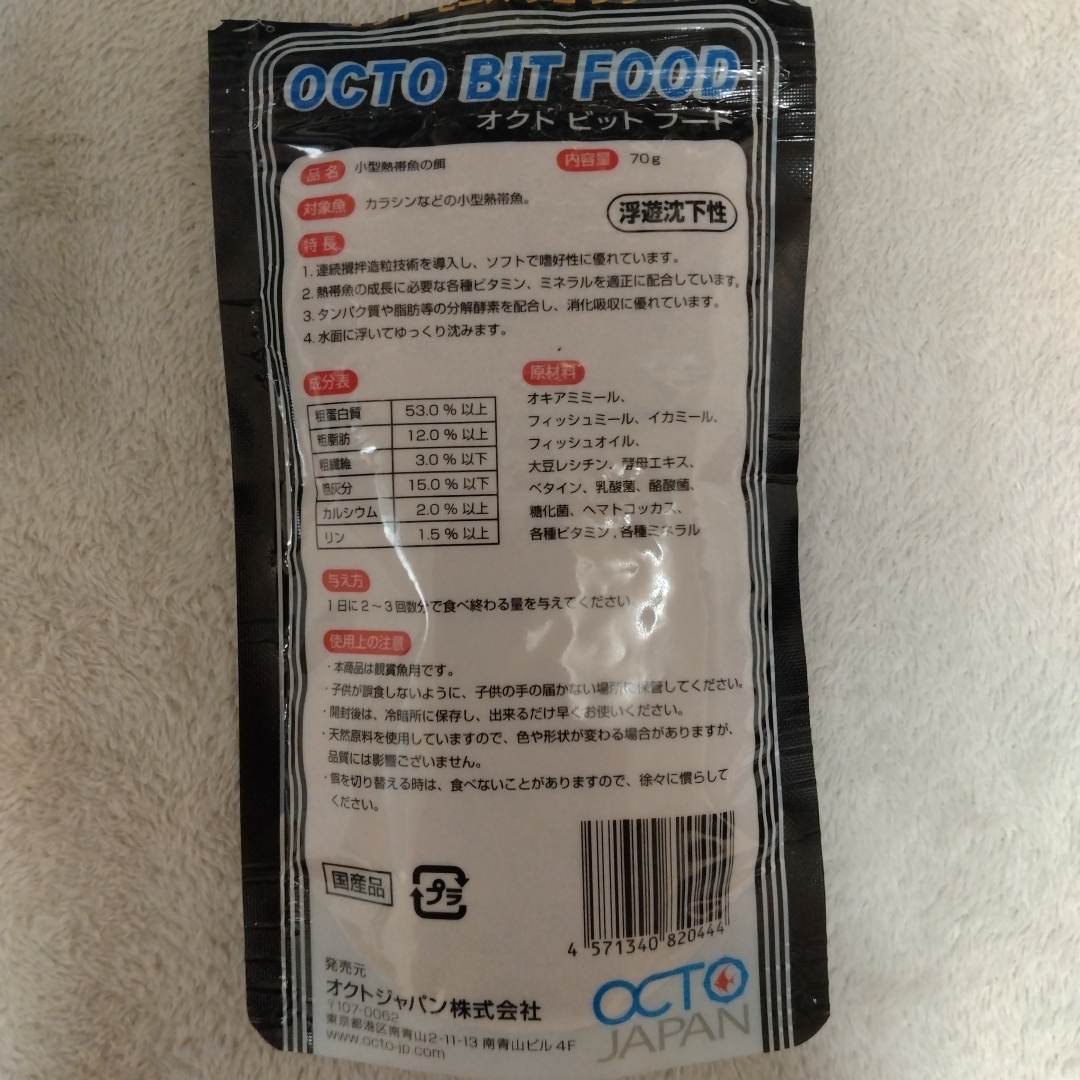 OCTO BIT FOOD
オクト ビット フード
品名 小型熱帯魚の餌 内容量 70g
対象魚 カラシンなどの小型熱帯魚。
浮遊沈下性
特長
1. 連続攪拌造粒技術を導入し、ソフトで嗜好性に優れています。
2. 熱帯魚の成長に必要な各種ビタミン、ミネラルを適正に配合しています。
3. タンパク質や脂肪等の分解酵素を配合し、消化吸収に優れています。
4. 水面に浮いてゆっくり沈みます。
成分表
粗蛋白質 53.0 % 以上
粗脂肪 12.0 % 以上
粗繊維 3.0 % 以下
粗灰分 15.0 % 以下
カルシウム 2.0 % 以上
リン 1.5 % 以上
原材料
オキアミミール、
フィッシュミール、イカミール、
フィッシュオイル、
大豆レシチン、酵母エキス、
ベタイン、乳酸菌、酪酸菌、
糖化菌、ヘマトコッカス、
各種ビタミン、各種ミネラル
与え方
1日に2～3回数分で食べ終わる量を与えてください。
使用上の注意
・本商品は観賞魚用です。
・子供が誤食しないように、子供の手の届かない場所に保管してください。
・開封後は、冷暗所に保存し、出来るだけ早くお使いください。
・天然原料を使用していますので、色や形状が変わる場合がありますが、
品質には影響ございません。
・餌を切り替える時は、食べないことがありますので、徐々に慣らして
ください。
国産品
プラ
4 571340 820444
発売元
オクトジャパン株式会社
〒107-0062
東京都港区南青山2-11-13 南青山ビル4F
www.octo-jp.com
OCTO
JAPAN